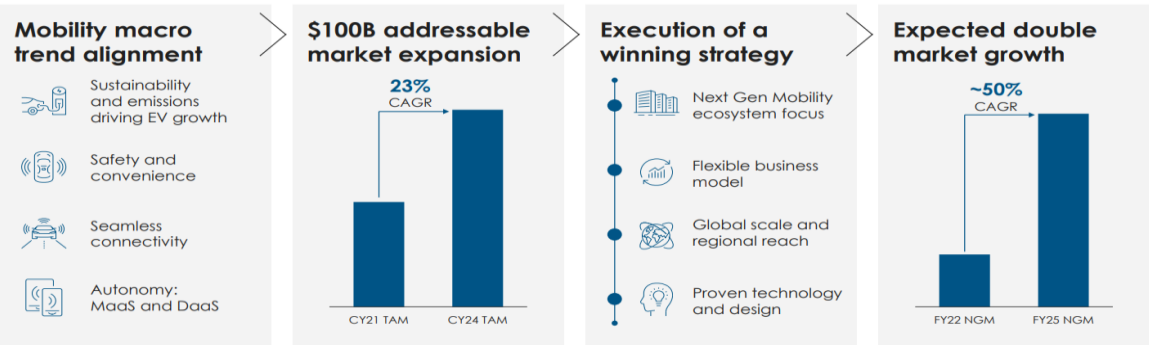 Mobility macro
trend alignment
Sustainability
and emissions
driving EV growth
Safety and
convenience
Seamless
connectivity
Autonomy:
MaaS and DaaS
$100B addressable
market expansion
23%
CAGR
CY21 TAM
CY24 TAM
Execution of a
winning strategy
Next Gen Mobility
ecosystem focus
Flexible business
model
Global scale and
regional reach
Proven technology
and design
Expected double
market growth
~50%
CAGR
FY22 NGM
FY25 NGM